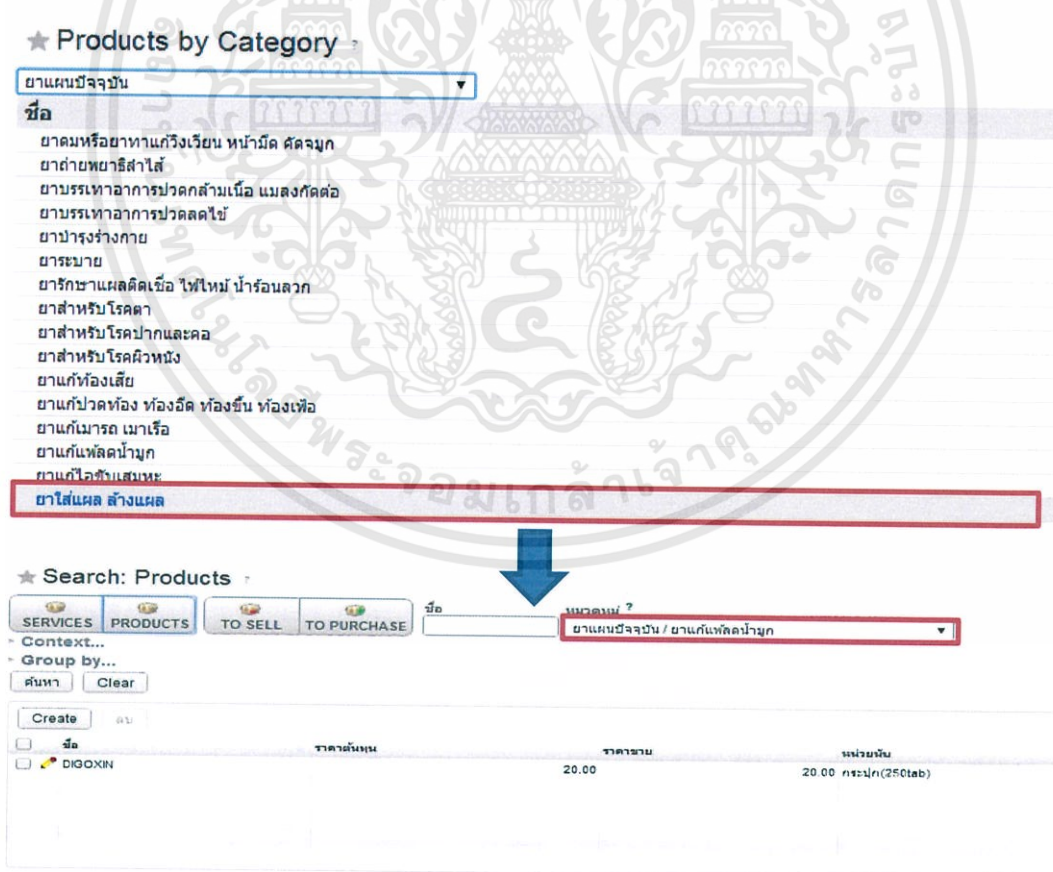 Products by Category ?
ยาแผนปัจจุบัน
ชื่อ
ยาดมหรือยาทาแก้วิงเวียน หน้ามืด คัดจมูก
ยาถ่ายพยาธิลำไส้
ยาบรรเทาอาการปวดกล้ามเนื้อ แมลงกัดต่อ
ยาบรรเทาอาการปวดลดไข้
ยาบำรุงร่างกาย
ยาระบาย
ยารักษาแผลติดเชื้อ ไฟไหม้ น้ำร้อนลวก
ยาสำหรับโรคตา
ยาสำหรับโรคปากและคอ
ยาสำหรับโรคผิวหนัง
ยาแก้ท้องเสีย
ยาแก้ปวดท้อง ท้องอืด ท้องขึ้น ท้องเฟ้อ
ยาแก้เมารถ เมาเรือ
ยาแก้แพ้ลดน้ำมูก
ยาแก้ไอขับเสมหะ
ยาใส่แผล ล้างแผล
Search: Products ?
SERVICES PRODUCTS TO SELL TO PURCHASE ชื่อ หมวดหมู่ ?
ยาแผนปัจจุบัน / ยาแก้แพ้ลดน้ำมูก
Context...
Group by...
ค้นหา Clear
Create ลบ
ชื่อ ราคาต้นทุน ราคาขาย หน่วยนับ
DIGOXIN 20.00 20.00 กระปุก(250tab)